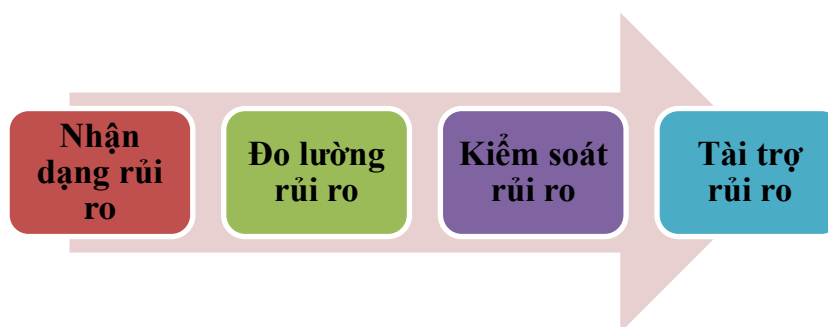 Nhận
dạng rủi
ro
Đo lường
rủi ro
Kiểm soát
rủi ro
Tài trợ
rủi ro